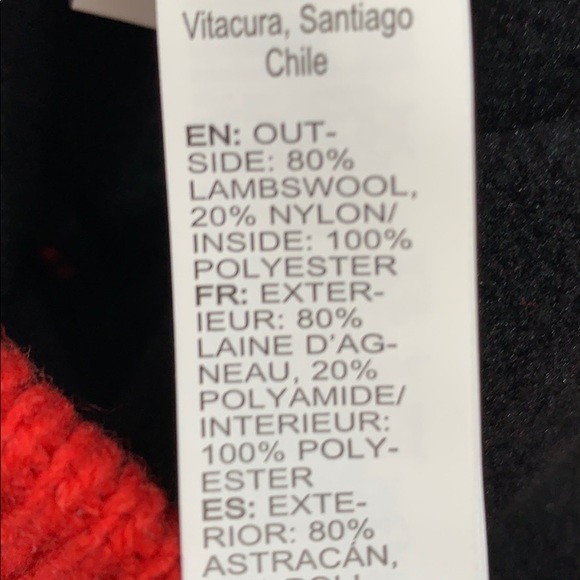 Vitacura, Santiago
Chile
EN: OUT-
SIDE: 80%
LAMBSWOOL,
20% NYLON/
INSIDE: 100%
POLYESTER
FR: EXTER-
IEUR: 80%
LAINE D'AG-
NEAU, 20%
POLYAMIDE/
INTERIEUR:
100% POLY-
ESTER
ES: EXTE-
RIOR: 80%
ASTRACÁN,